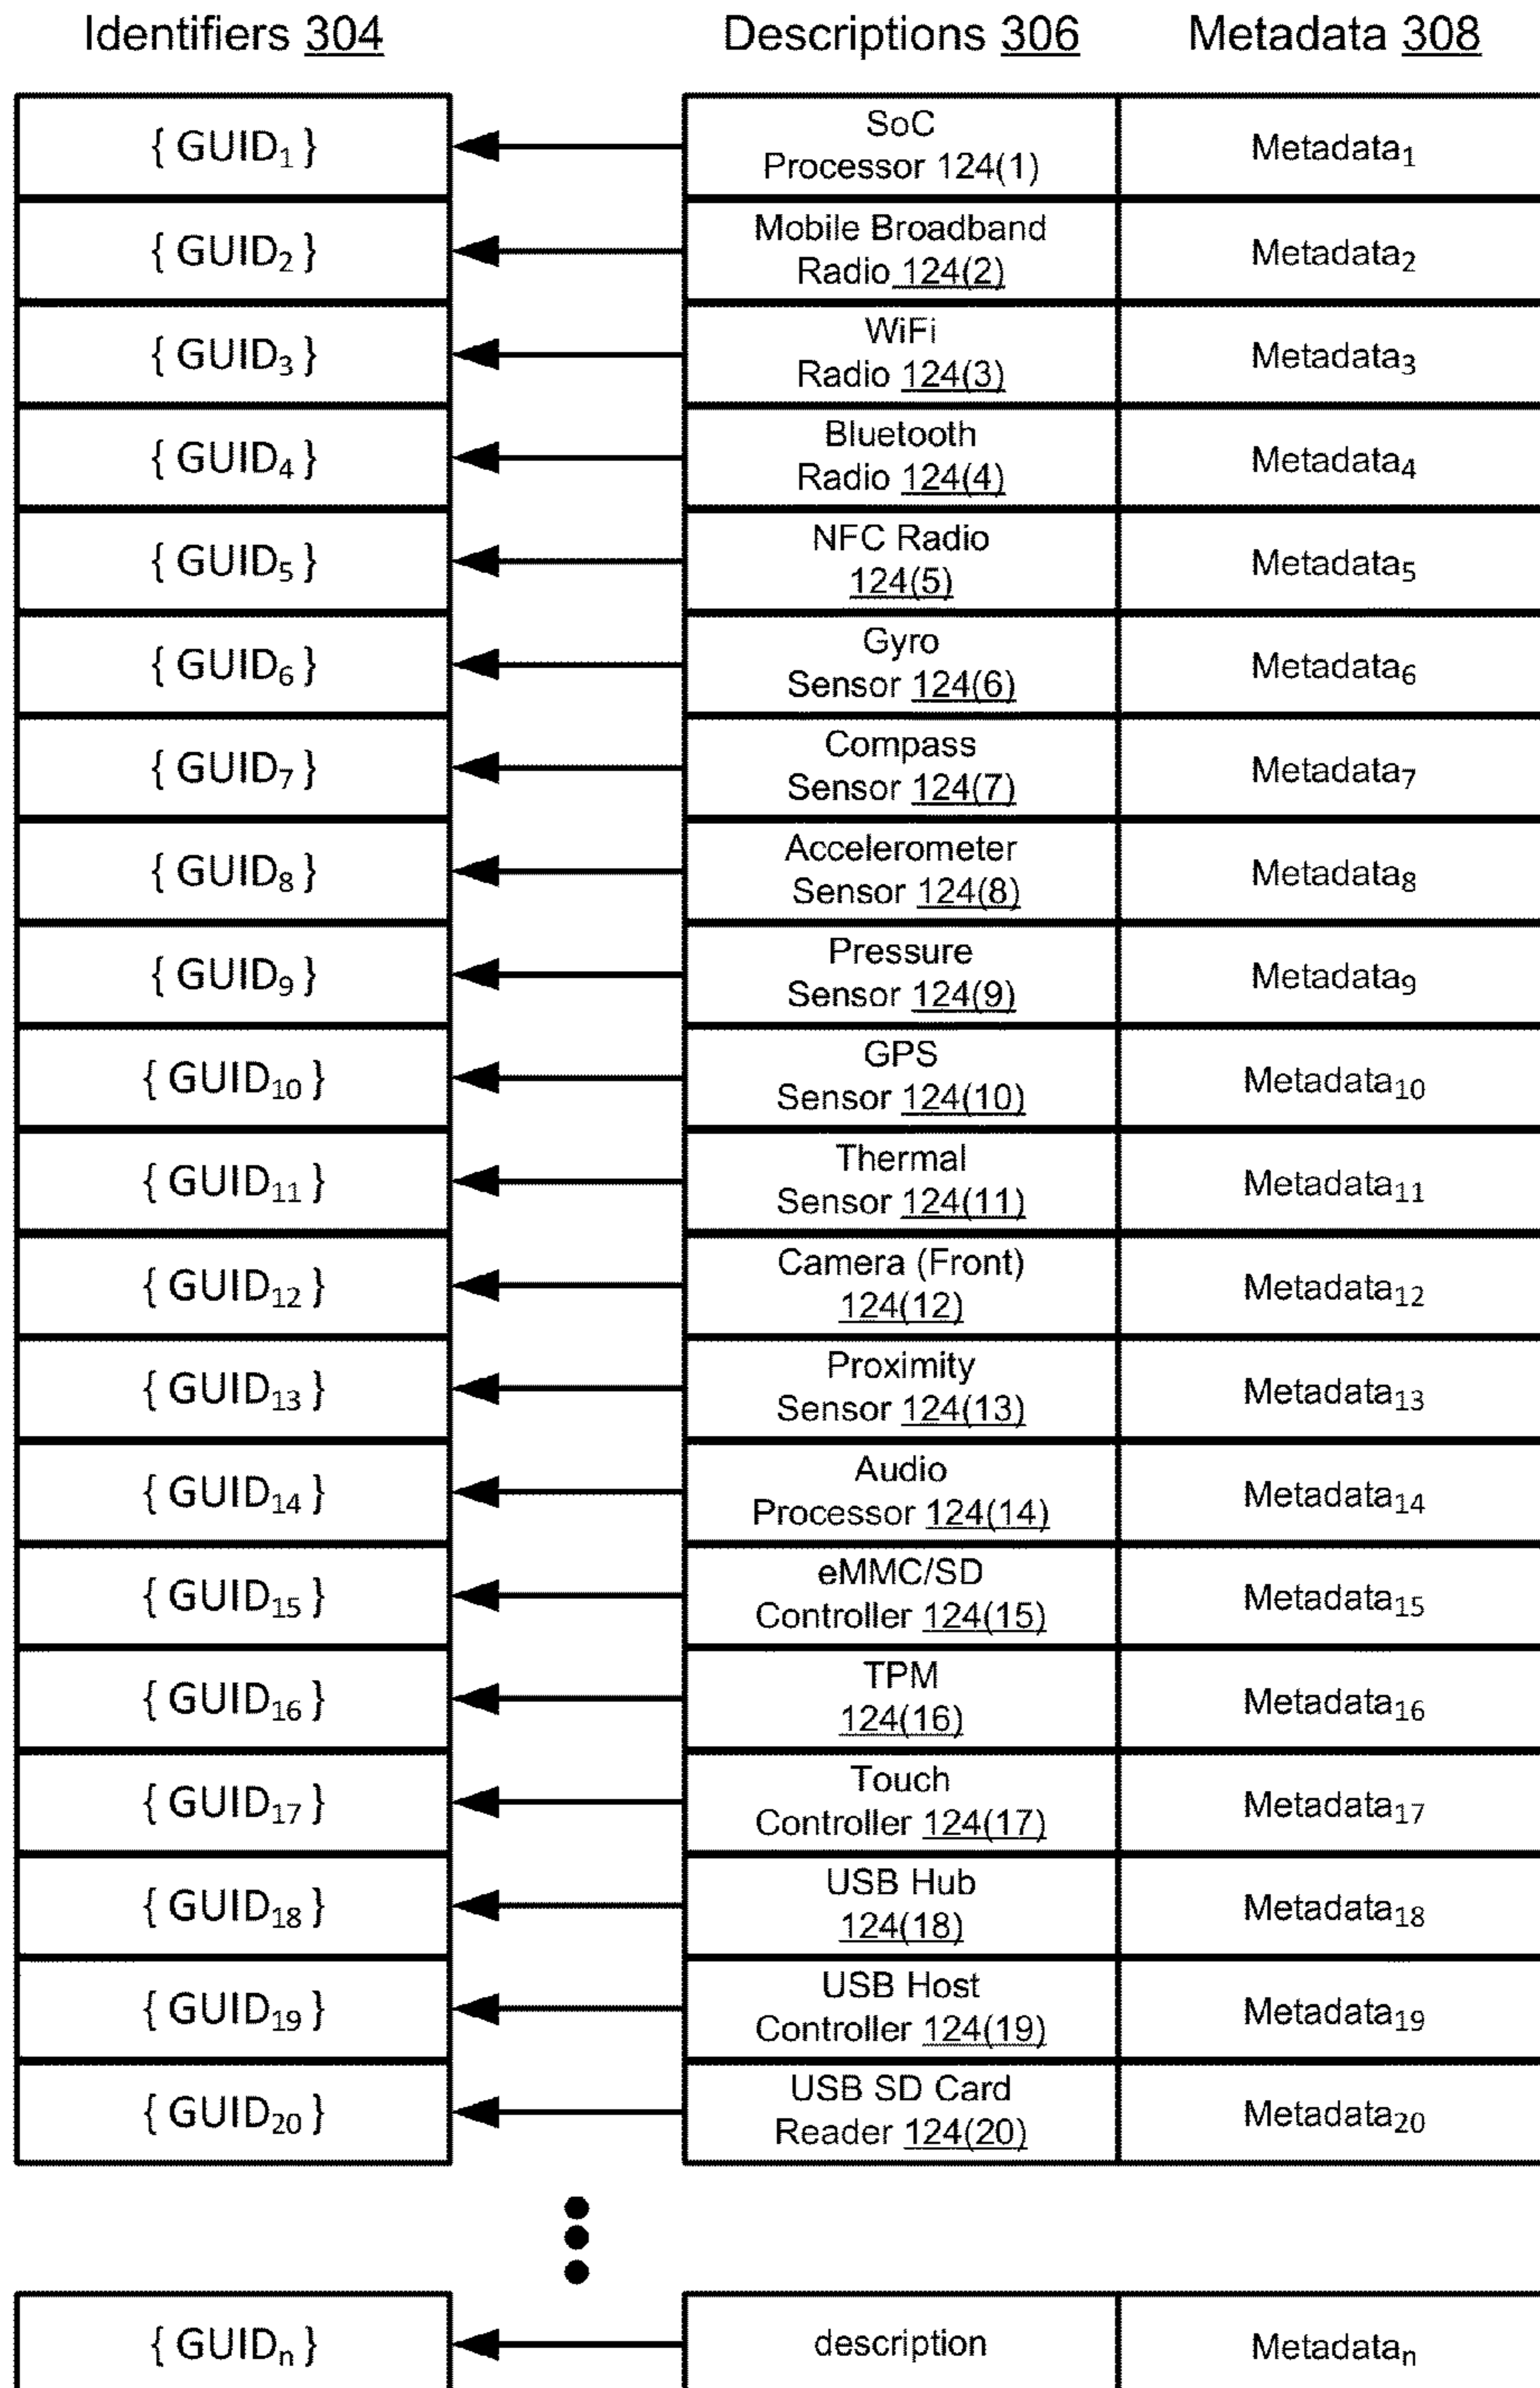 Identifiers 304 Descriptions 306 Metadata 308
{ GUID₁ } SoC Metadata₁
Processor 124(1)
{ GUID₂ } Mobile Broadband Metadata₂
Radio 124(2)
{ GUID₃ } WiFi Metadata₃
Radio 124(3)
{ GUID₄ } Bluetooth Metadata₄
Radio 124(4)
{ GUID₅ } NFC Radio Metadata₅
124(5)
{ GUID₆ } Gyro Metadata₆
Sensor 124(6)
{ GUID₇ } Compass Metadata₇
Sensor 124(7)
{ GUID₈ } Accelerometer Metadata₈
Sensor 124(8)
{ GUID₉ } Pressure Metadata₉
Sensor 124(9)
{ GUID₁₀ } GPS Metadata₁₀
Sensor 124(10)
{ GUID₁₁ } Thermal Metadata₁₁
Sensor 124(11)
{ GUID₁₂ } Camera (Front) Metadata₁₂
124(12)
{ GUID₁₃ } Proximity Metadata₁₃
Sensor 124(13)
{ GUID₁₄ } Audio Metadata₁₄
Processor 124(14)
{ GUID₁₅ } eMMC/SD Metadata₁₅
Controller 124(15)
{ GUID₁₆ } TPM Metadata₁₆
124(16)
{ GUID₁₇ } Touch Metadata₁₇
Controller 124(17)
{ GUID₁₈ } USB Hub Metadata₁₈
124(18)
{ GUID₁₉ } USB Host Metadata₁₉
Controller 124(19)
{ GUID₂₀ } USB SD Card Metadata₂₀
Reader 124(20)
{ GUIDₙ } description Metadataₙ